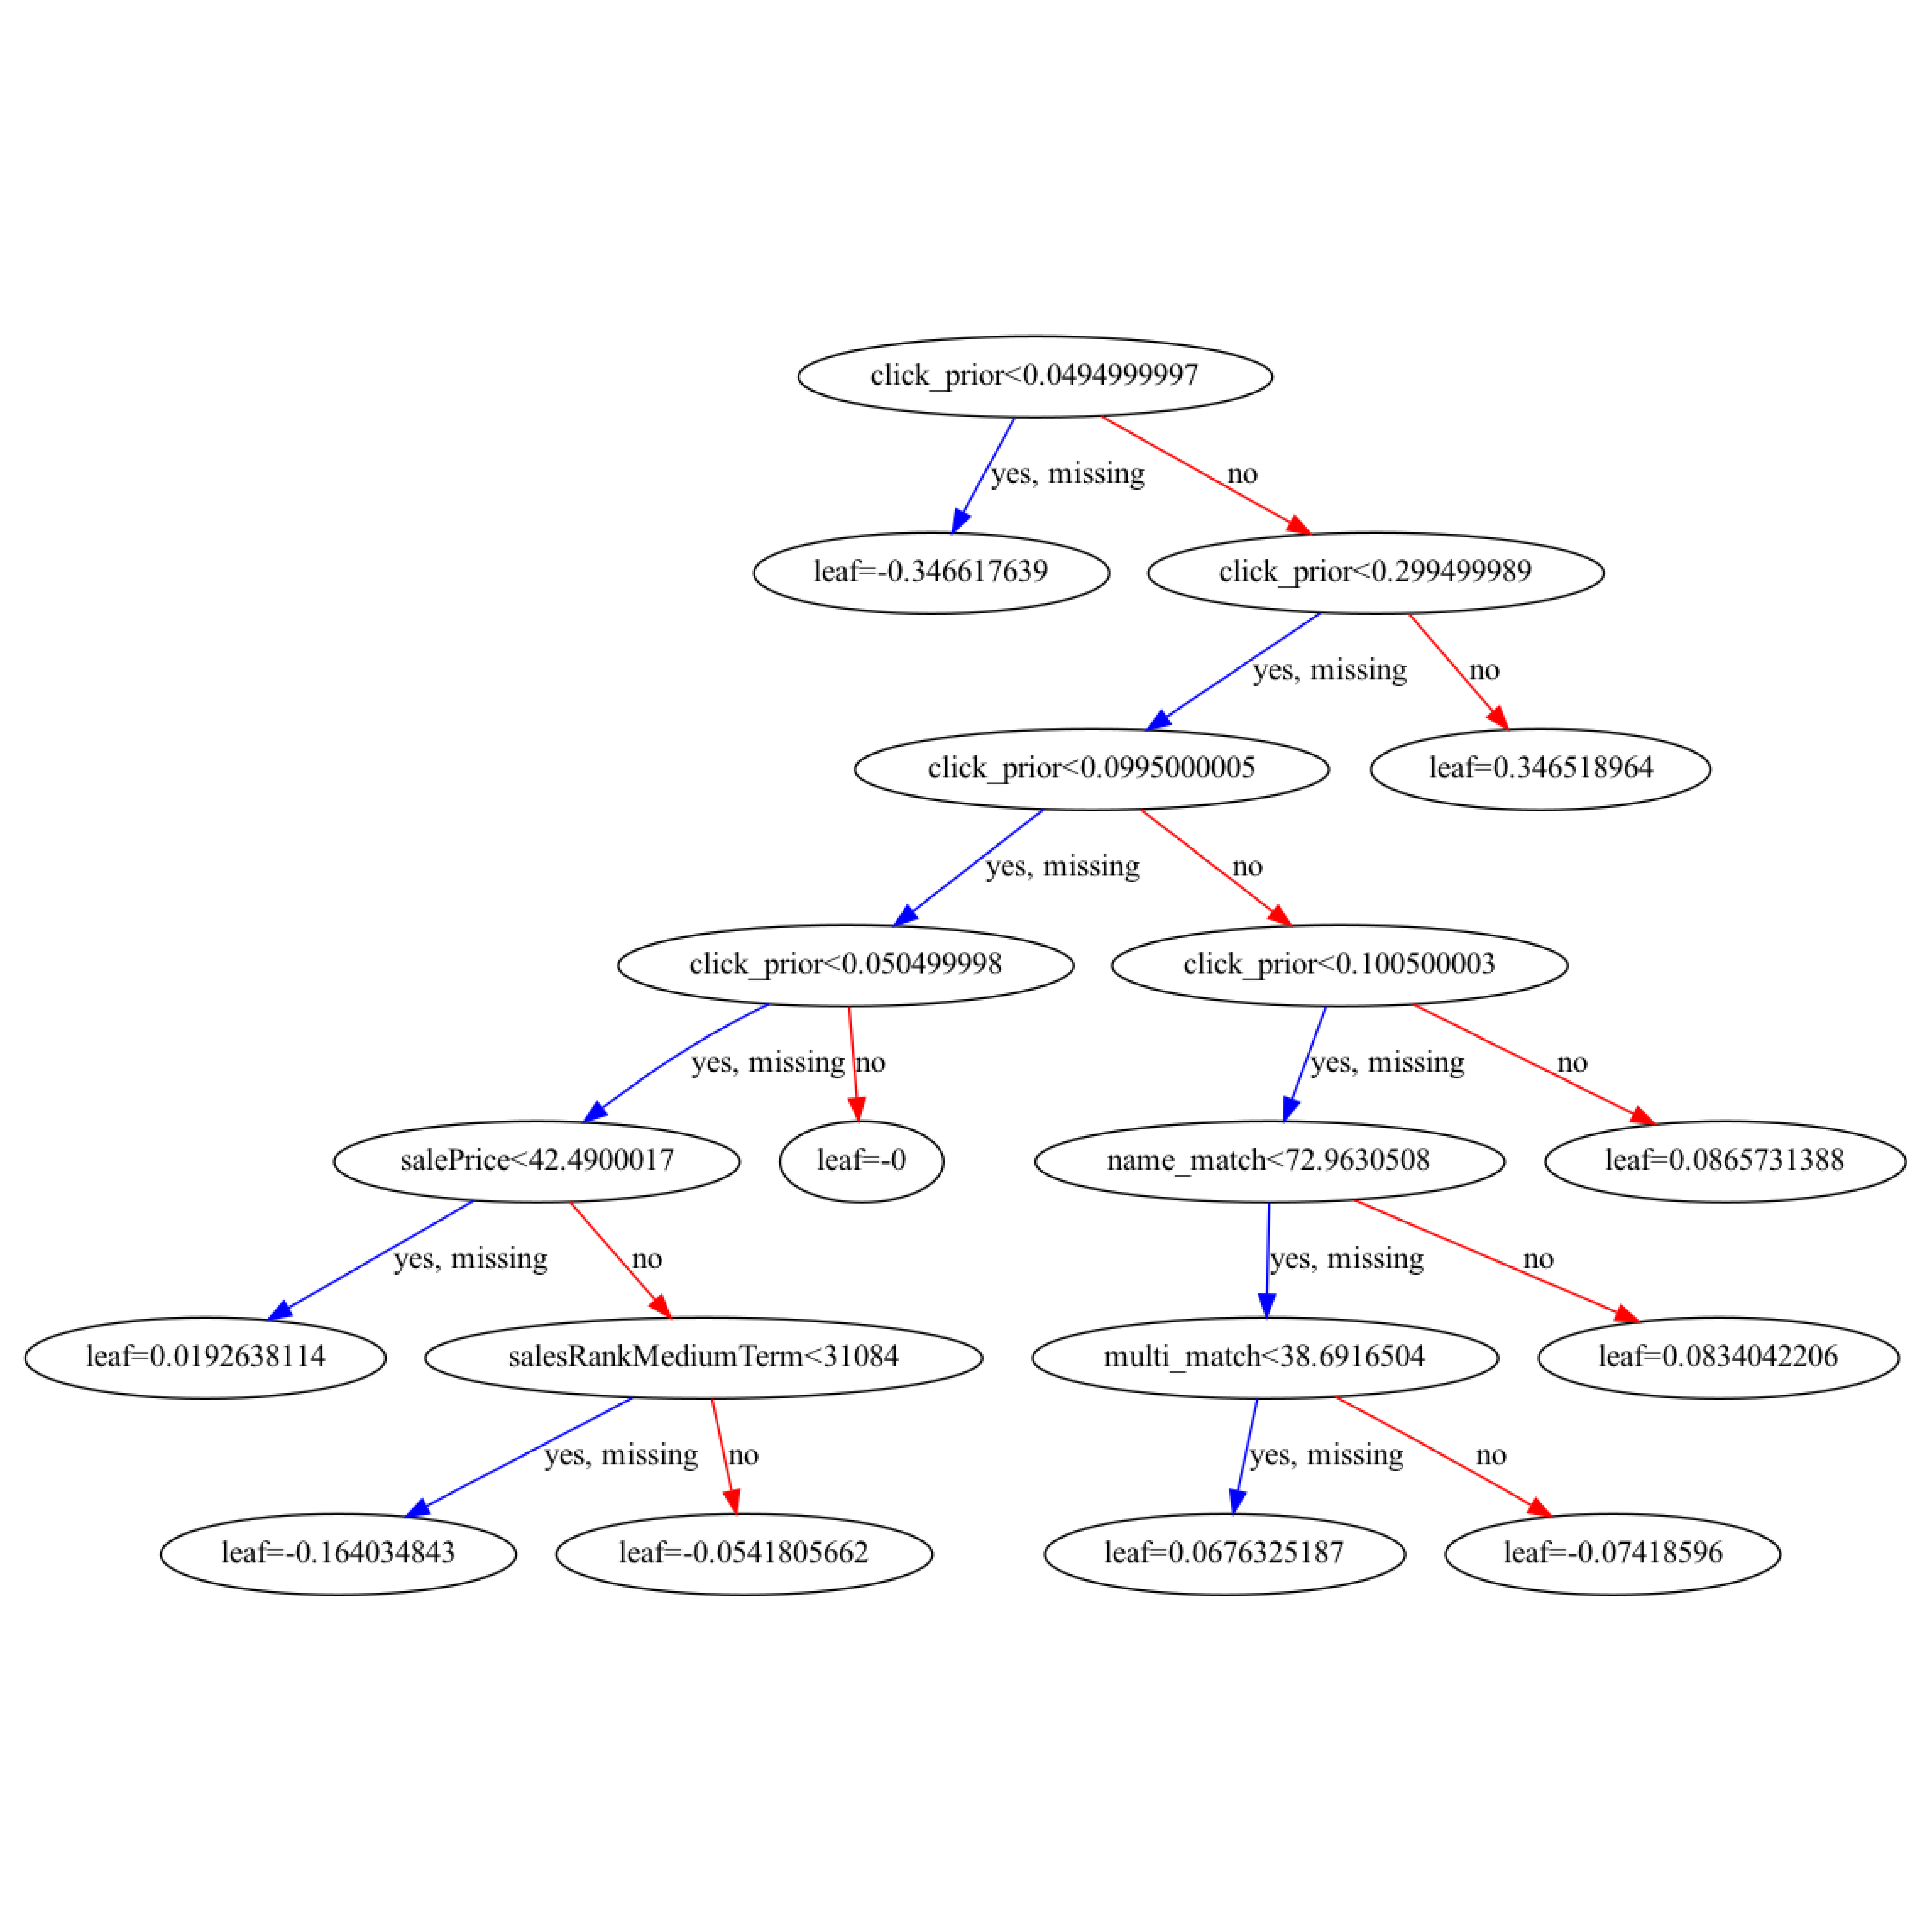 click_prior<0.0494999997
yes, missing
no
leaf=-0.346617639
click_prior<0.299499989
yes, missing
no
click_prior<0.0995000005
leaf=0.346518964
yes, missing
no
click_prior<0.050499998
click_prior<0.100500003
yes, missing
no
yes, missing
no
salePrice<42.4900017
leaf=-0
name_match<72.9630508
leaf=0.0865731388
yes, missing
no
yes, missing
no
leaf=0.0192638114
salesRankMediumTerm<31084
multi_match<38.6916504
leaf=0.0834042206
yes, missing
no
yes, missing
no
leaf=-0.164034843
leaf=-0.0541805662
leaf=0.0676325187
leaf=-0.07418596